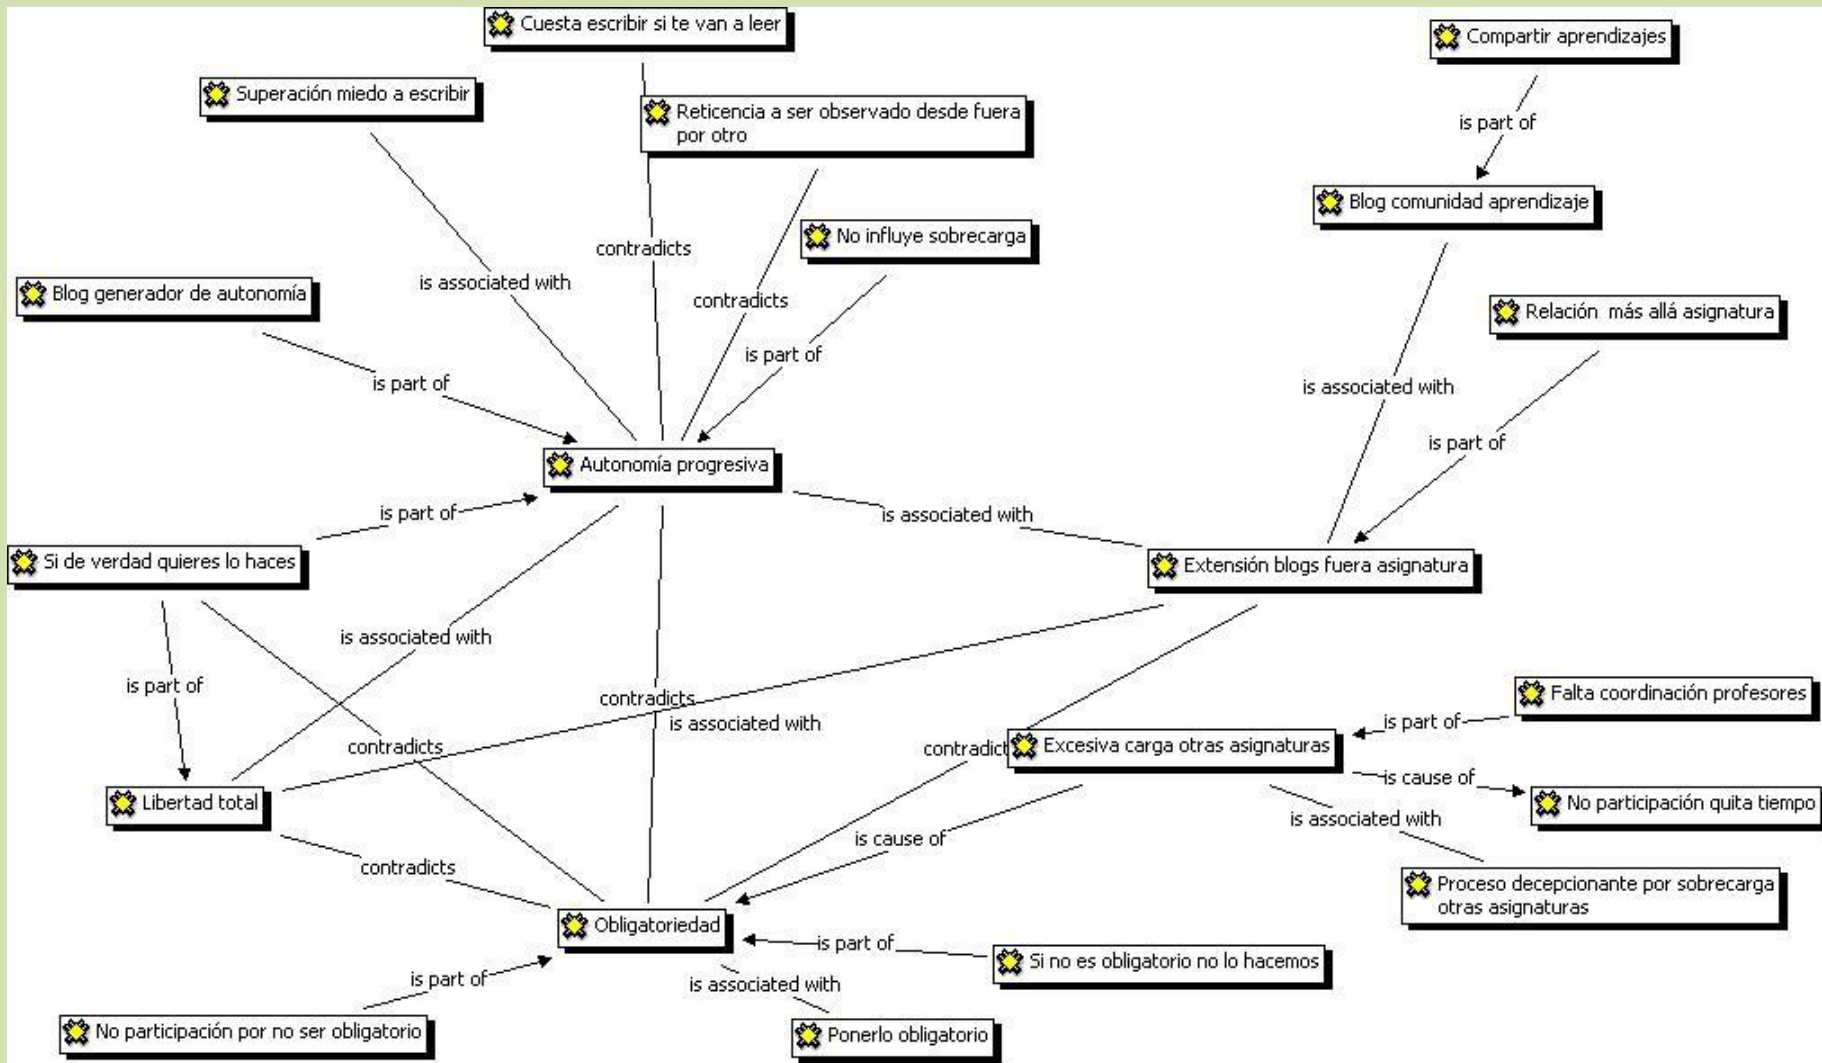 Cuesta escribir si te van a leer
Compartir aprendizajes
Superación miedo a escribir
Reticencia a ser observado desde fuera
por otro
is part of
Blog comunidad aprendizaje
No influye sobrecarga
contradicts
is associated with
Blog generador de autonomía
contradicts
Relación más allá asignatura
is part of
is part of
is associated with
is part of
Autonomía progresiva
is part of
is associated with
Si de verdad quieres lo haces
Extensión blogs fuera asignatura
is associated with
is part of
contradicts
is associated with
Falta coordinación profesores
is part of
contradicts
contradict
Excesiva carga otras asignaturas
is cause of
Libertad total
No participación quita tiempo
is associated with
is cause of
contradicts
Proceso decepcionante por sobrecarga
otras asignaturas
Obligatoriedad
is part of
Si no es obligatorio no lo hacemos
is part of
is associated with
No participación por no ser obligatorio
Ponerlo obligatorio